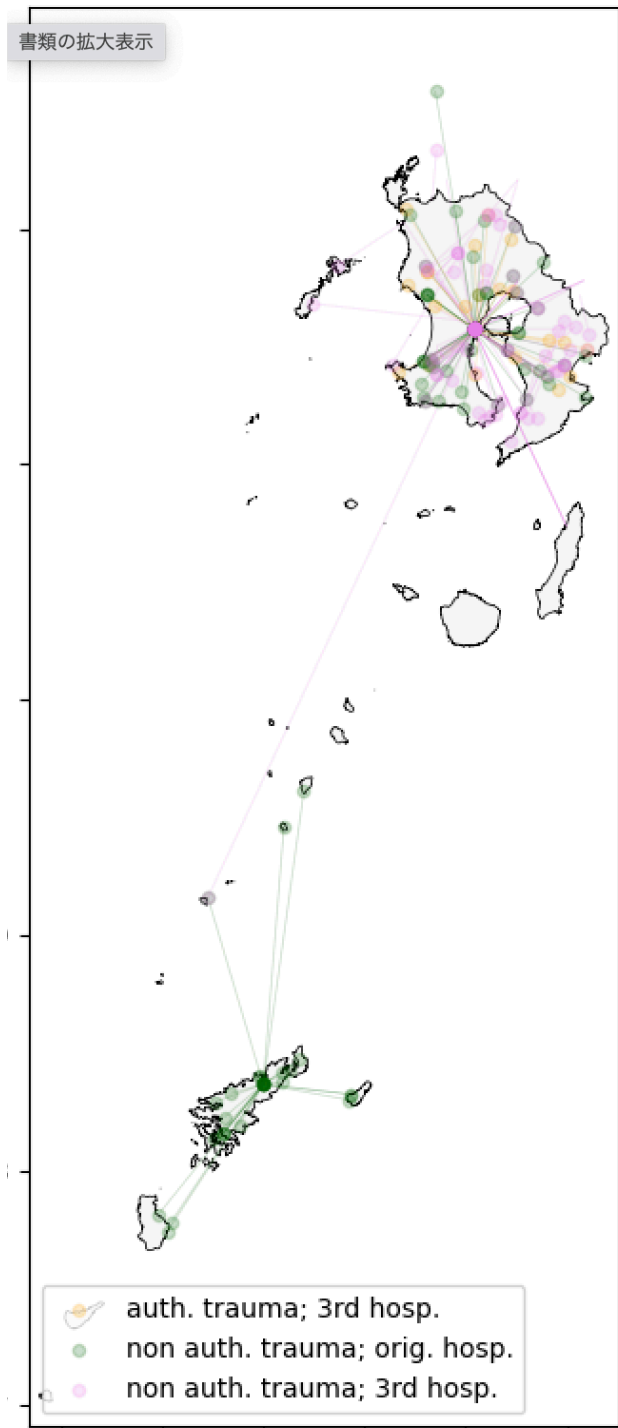 書類の拡大表示
auth. trauma; 3rd hosp.
non auth. trauma; orig. hosp.
non auth. trauma; 3rd hosp.